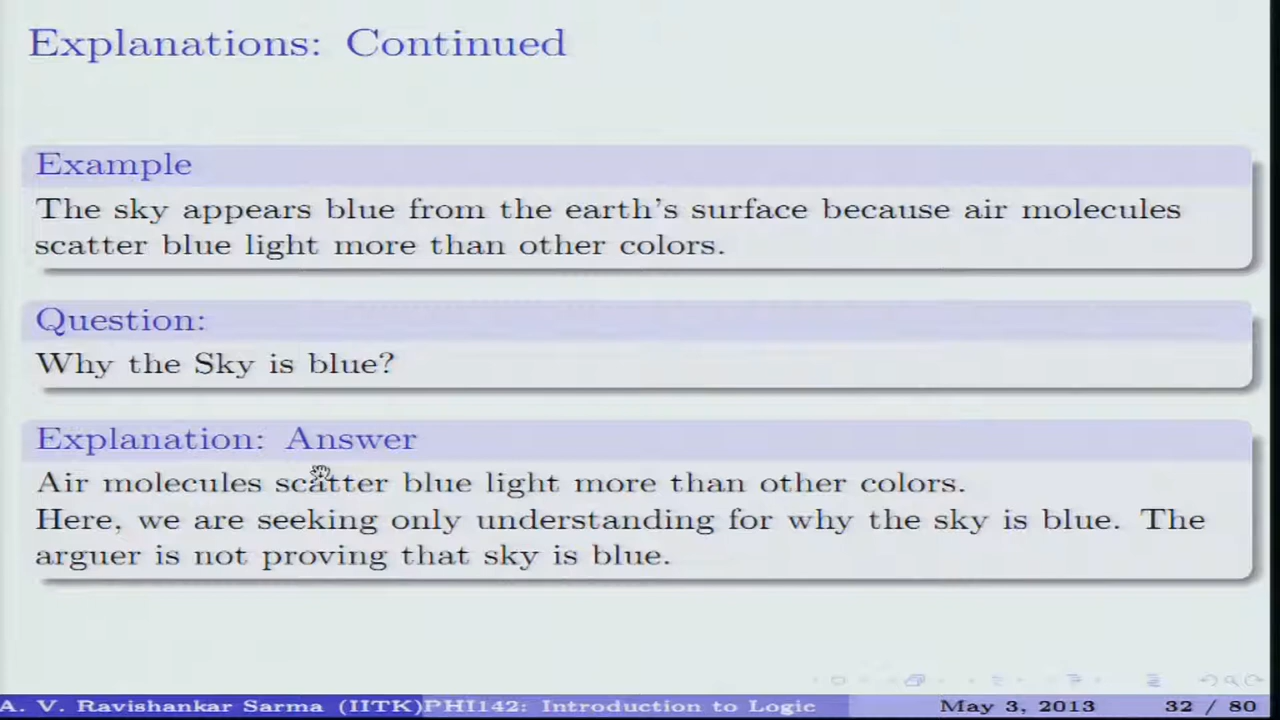 Explanations: Continued
Example
The sky appears blue from the earth's surface because air molecules
scatter blue light more than other colors.
Question:
Why the Sky is blue?
Explanation: Answer
Air molecules scatter blue light more than other colors.
Here, we are seeking only understanding for why the sky is blue. The
arguer is not proving that sky is blue.
A. V. Ravishankar Sarma (IITK) PHI142: Introduction to Logic May 3, 2013 32 / 80